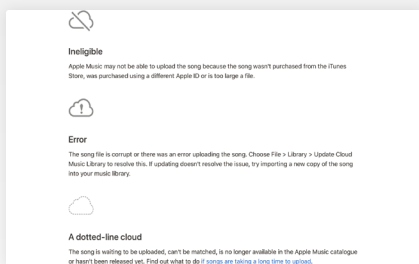 Ineligible
Apple Music may not be able to upload the song because the song wasn't purchased from the iTunes
Store, was purchased using a different Apple ID or is too large a file.
Error
The song file is corrupt or there was an error uploading the song. Choose File > Library > Update Cloud
Music Library to resolve this. If updating doesn't resolve the issue, try importing a new copy of the song
into your music library.
A dotted-line cloud
The song is waiting to be uploaded, can't be matched, is no longer available in the Apple Music catalogue
or hasn't been released yet. Find out what to do if songs are taking a long time to upload.